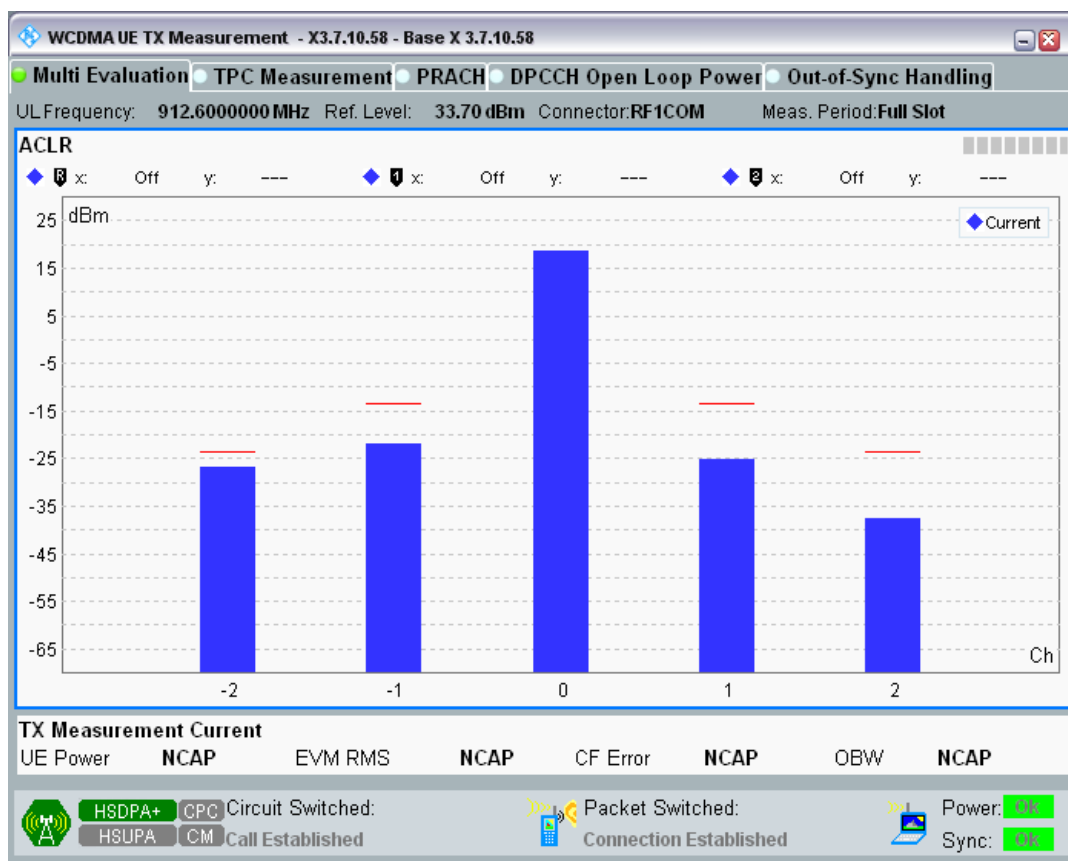 WCDMA UE TX Measurement - X3.7.10.58 - Base X 3.7.10.58
Multi Evaluation TPC Measurement PRACH DPCCH Open Loop Power Out-of-Sync Handling
UL Frequency: 912.6000000 MHz Ref. Level: 33.70 dBm Connector: RF1COM Meas. Period: Full Slot
ACLR
R x: Off y: --- 1 x: Off y: --- 2 x: Off y: ---
dBm
Current
25
15
5
-5
-15
-25
-35
-45
-55
-65
Ch
-2 -1 0 1 2
TX Measurement Current
UE Power NCAP EVM RMS NCAP CF Error NCAP OBW NCAP
HSDPA+ CPC Circuit Switched: Packet Switched: Power: Ok
HSUPA CM Call Established Connection Established Sync: Ok